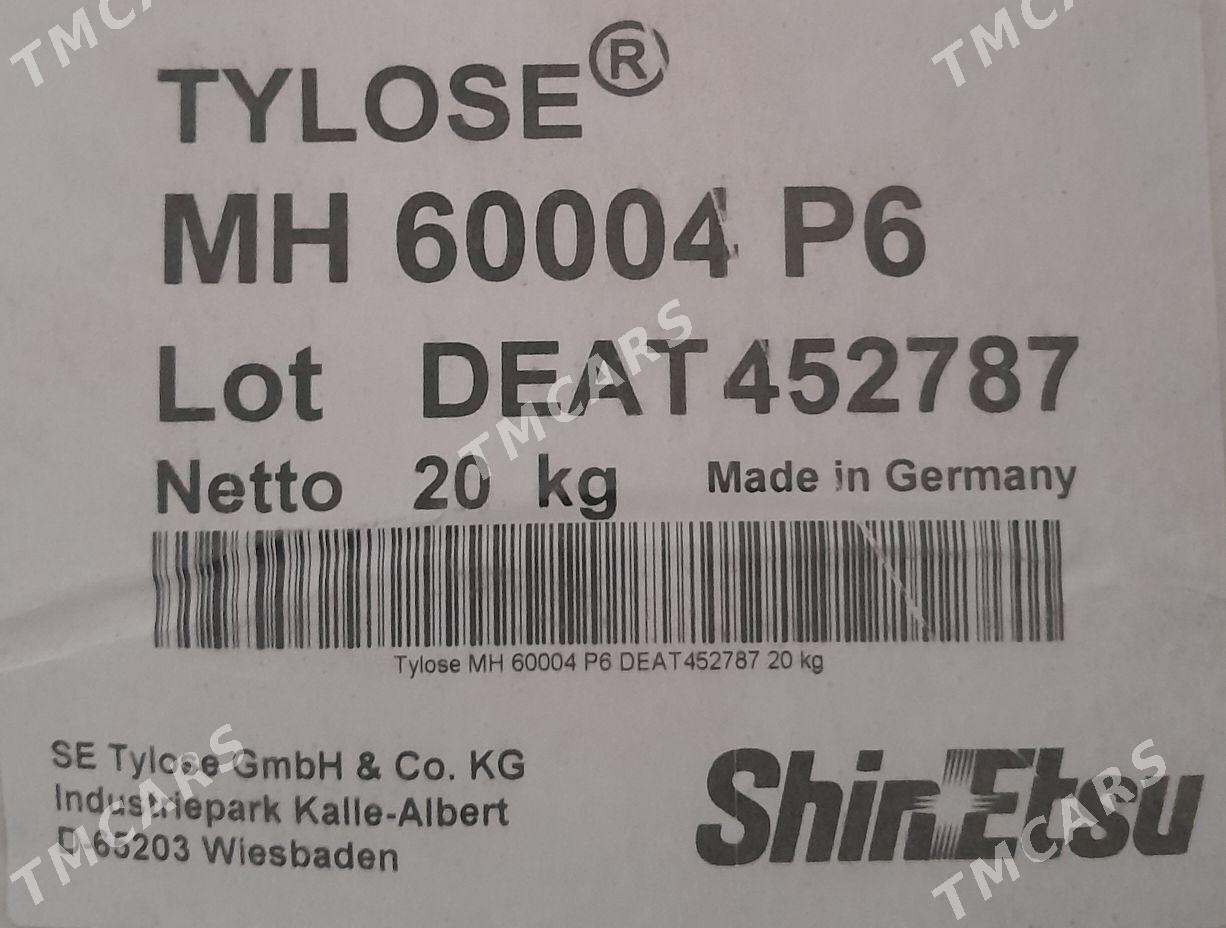 TYLOSE®
MH 60004 P6
Lot DEAT452787
Netto 20 kg Made in Germany
Tylose MH 60004 P6 DEAT452787 20 kg
SE Tylose GmbH & Co. KG
Industriepark Kalle-Albert
D-65203 Wiesbaden
ShinEtsu
TMCARS
TMCARS
TMCARS
TMCARS
TMCARS